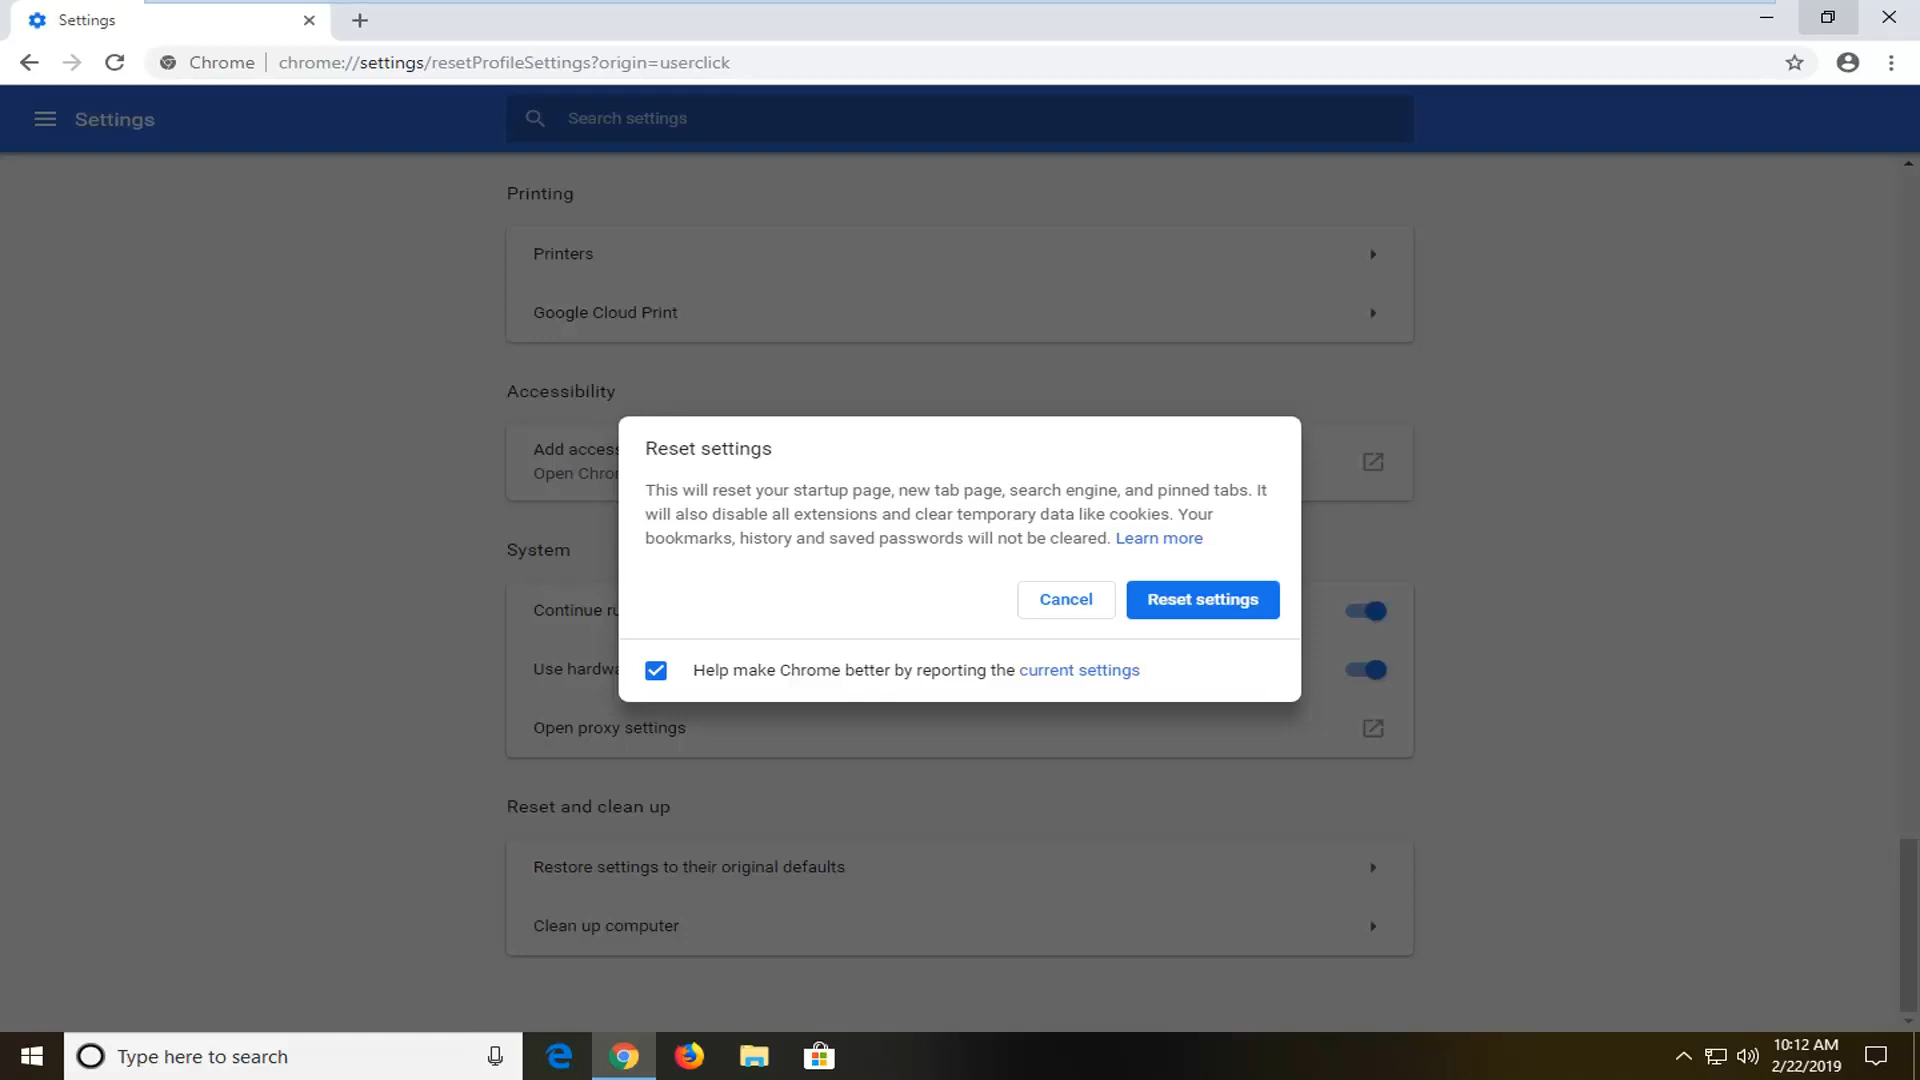 Settings
Chrome
chrome://settings/resetProfileSettings?origin=userclick
Settings
Search settings
Printing
Printers
Google Cloud Print
Accessibility
Add access
Open Chro
Reset settings
This will reset your startup page, new tab page, search engine, and pinned tabs. It
will also disable all extensions and clear temporary data like cookies. Your
bookmarks, history and saved passwords will not be cleared. Learn more
System
Cancel
Reset settings
Continue ru
Use hardwa
Help make Chrome better by reporting the current settings
Open proxy settings
Reset and clean up
Restore settings to their original defaults
Clean up computer
Type here to search
10:12 AM
2/22/2019